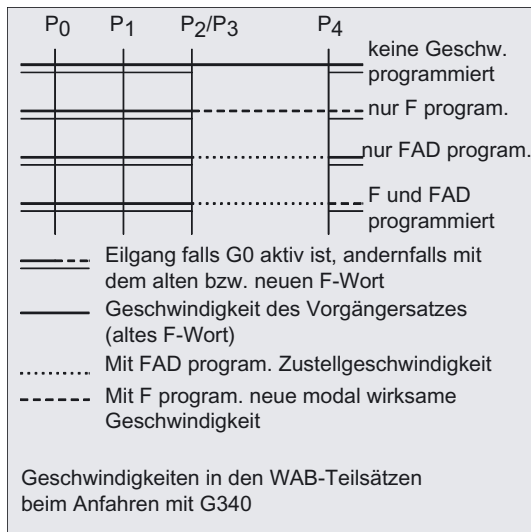 P0 P1 P2/P3 P4
keine Geschw.
programmiert
nur F program.
nur FAD program.
F und FAD
programmiert
Eilgang falls G0 aktiv ist, andernfalls mit
dem alten bzw. neuen F-Wort
Geschwindigkeit des Vorgängersatzes
(altes F-Wort)
Mit FAD program. Zustellgeschwindigkeit
Mit F program. neue modal wirksame
Geschwindigkeit
Geschwindigkeiten in den WAB-Teilsätzen
beim Anfahren mit G340